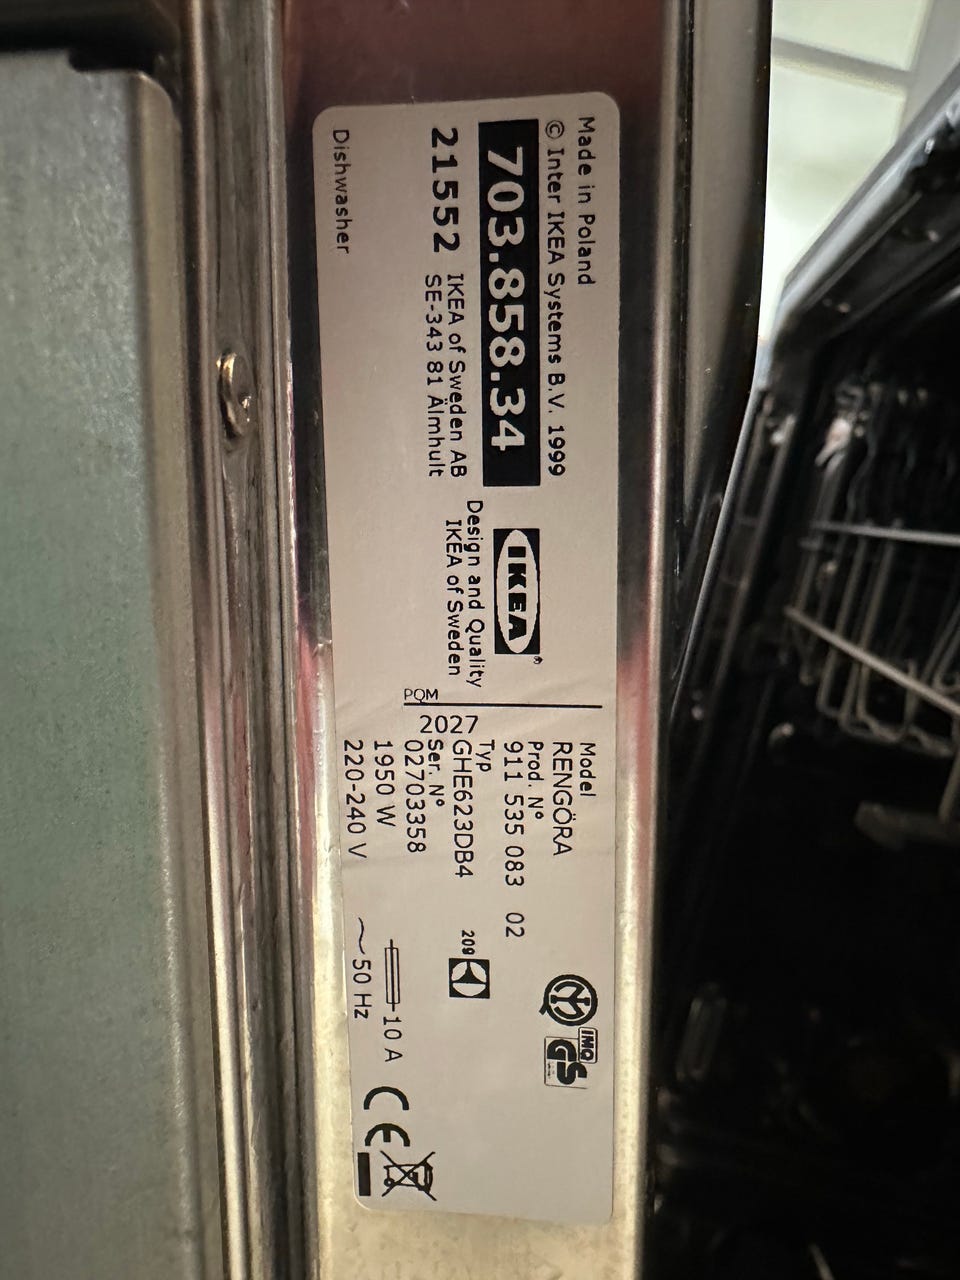 Made in Poland
© Inter IKEA Systems B.V. 1999
703.858.34
21552
IKEA of Sweden AB
SE-343 81 Älmhult
Dishwasher
IKEA®
Design and Quality
IKEA of Sweden
PQM
2027
Model
RENGÖRA
Prod. N°
911 535 083 02
Typ
GHE623DB4
Ser. N°
02703358
1950 W
220-240 V
209
10 A
~50 Hz
IMQ
GS
CE